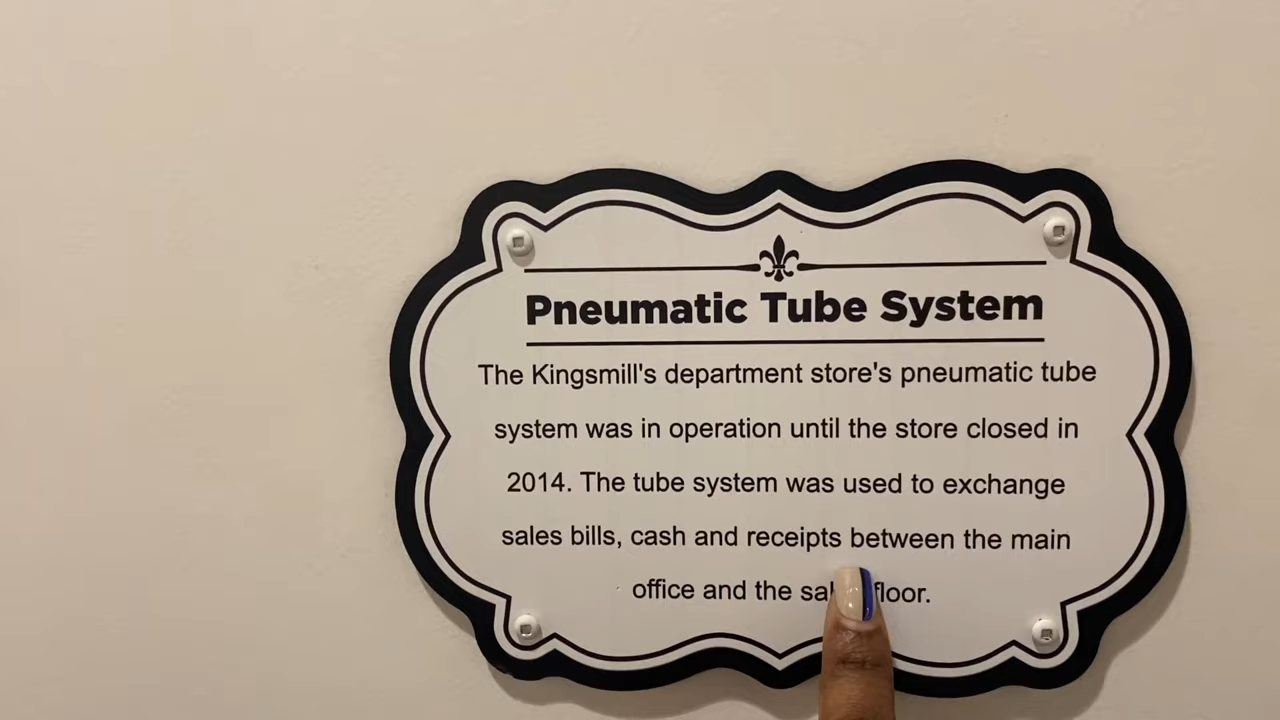 Pneumatic Tube System
The Kingsmill's department store's pneumatic tube
system was in operation until the store closed in
2014. The tube system was used to exchange
sales bills, cash and receipts between the main
office and the floor.